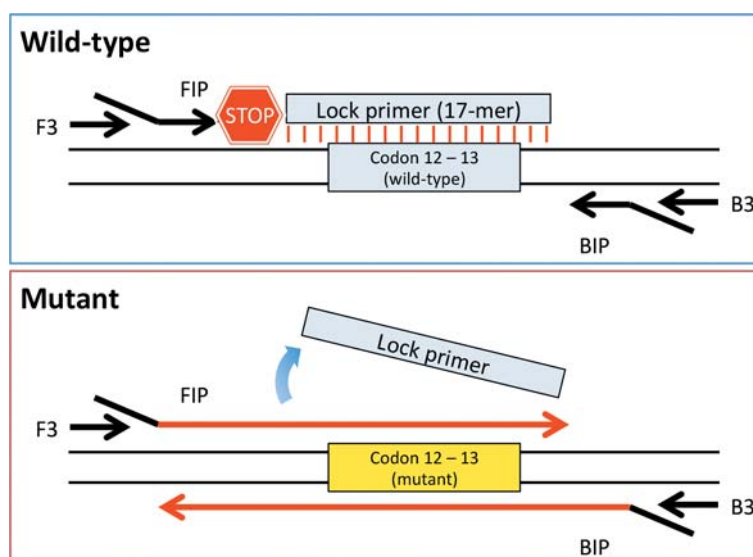 Wild-type
FIP
F3
STOP
Lock primer (17-mer)
Codon 12 – 13
(wild-type)
B3
BIP
Mutant
Lock primer
FIP
F3
Codon 12 – 13
(mutant)
B3
BIP